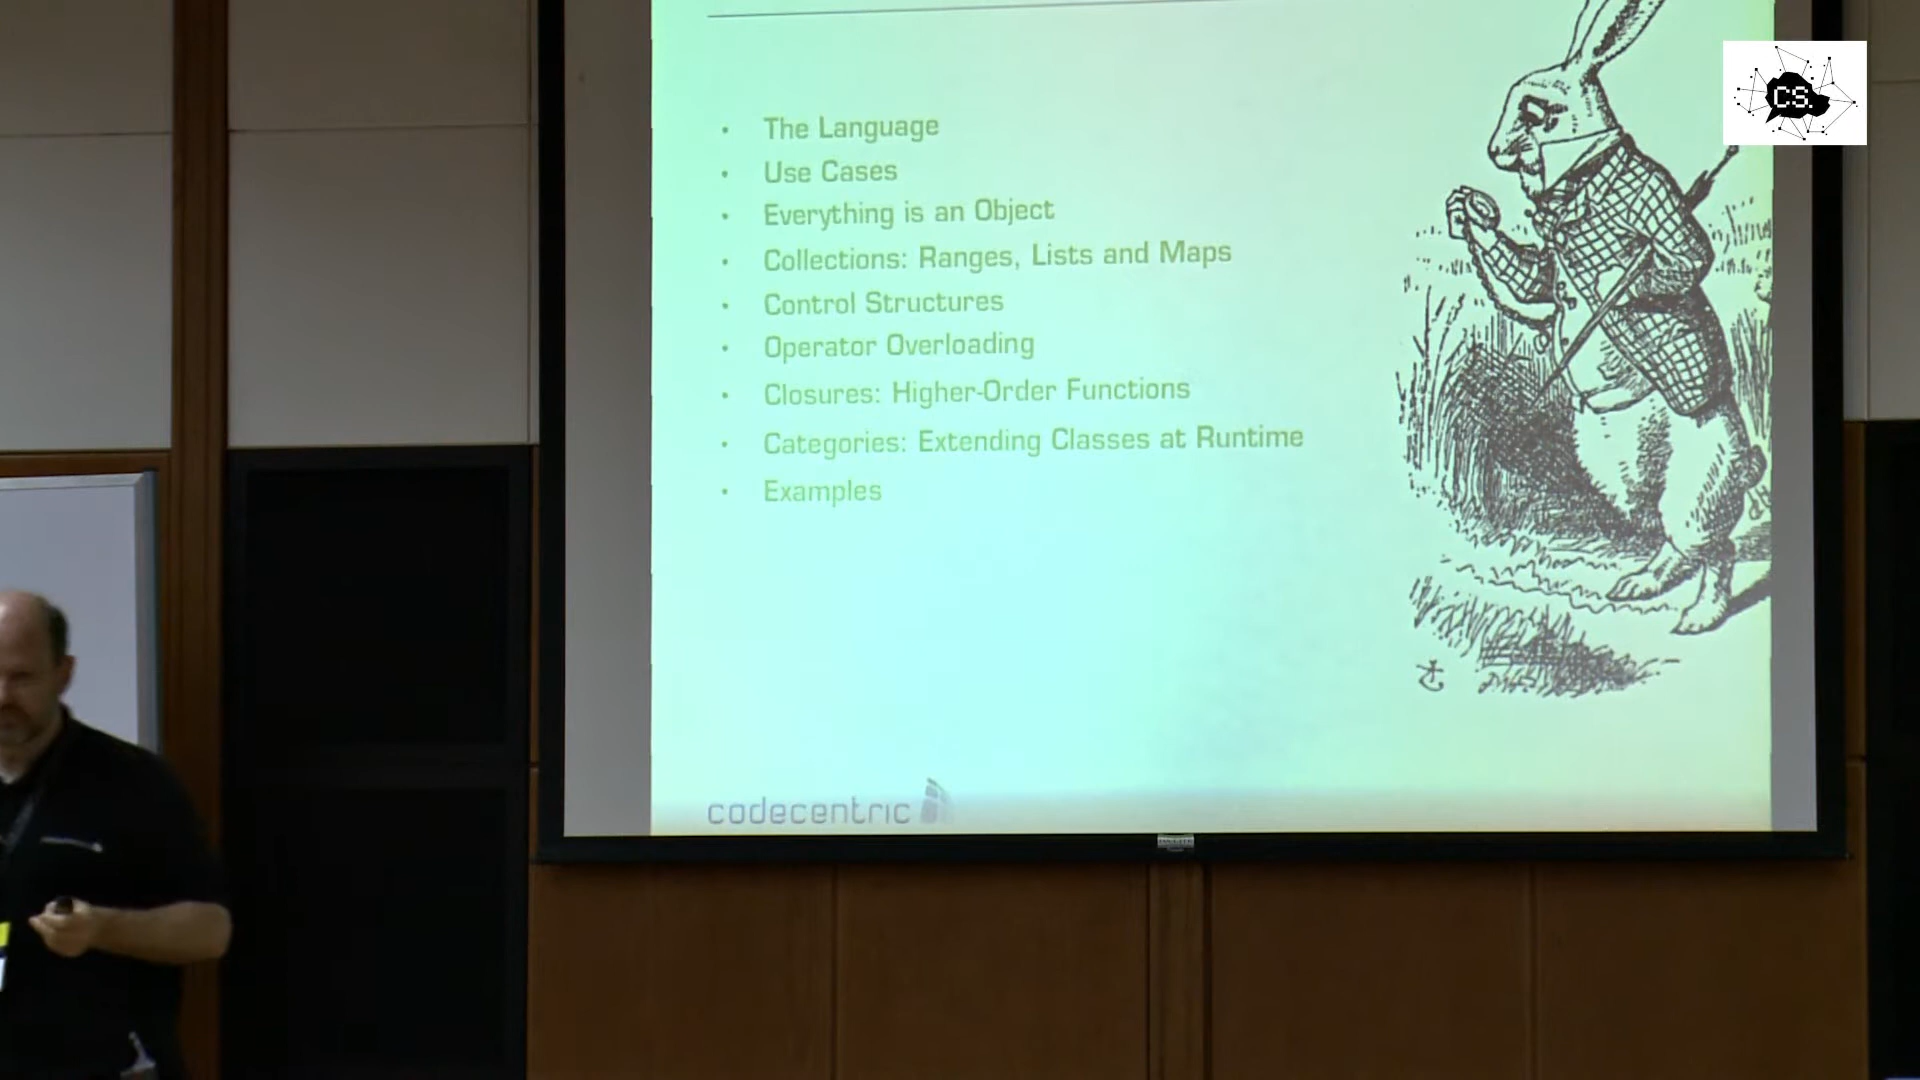 CS.
• The Language
• Use Cases
• Everything is an Object
• Collections: Ranges, Lists and Maps
• Control Structures
• Operator Overloading
• Closures: Higher-Order Functions
• Categories: Extending Classes at Runtime
• Examples
codecentric